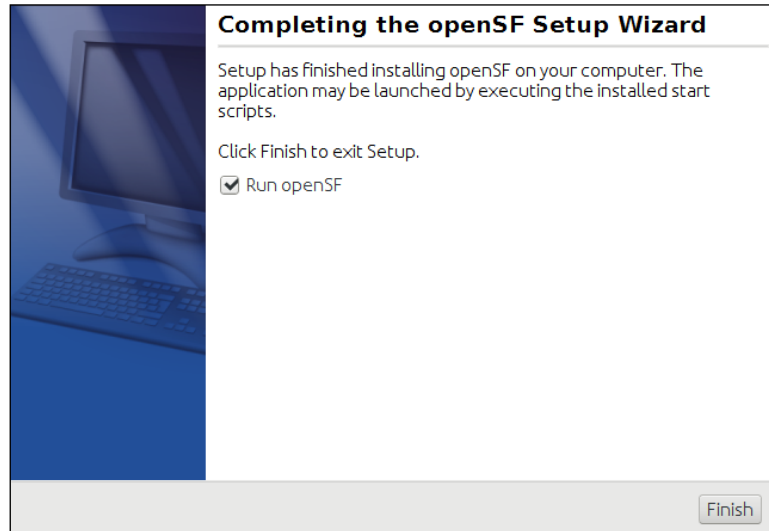 Completing the openSF Setup Wizard
Setup has finished installing openSF on your computer. The
application may be launched by executing the installed start
scripts.
Click Finish to exit Setup.
Run openSF
Finish